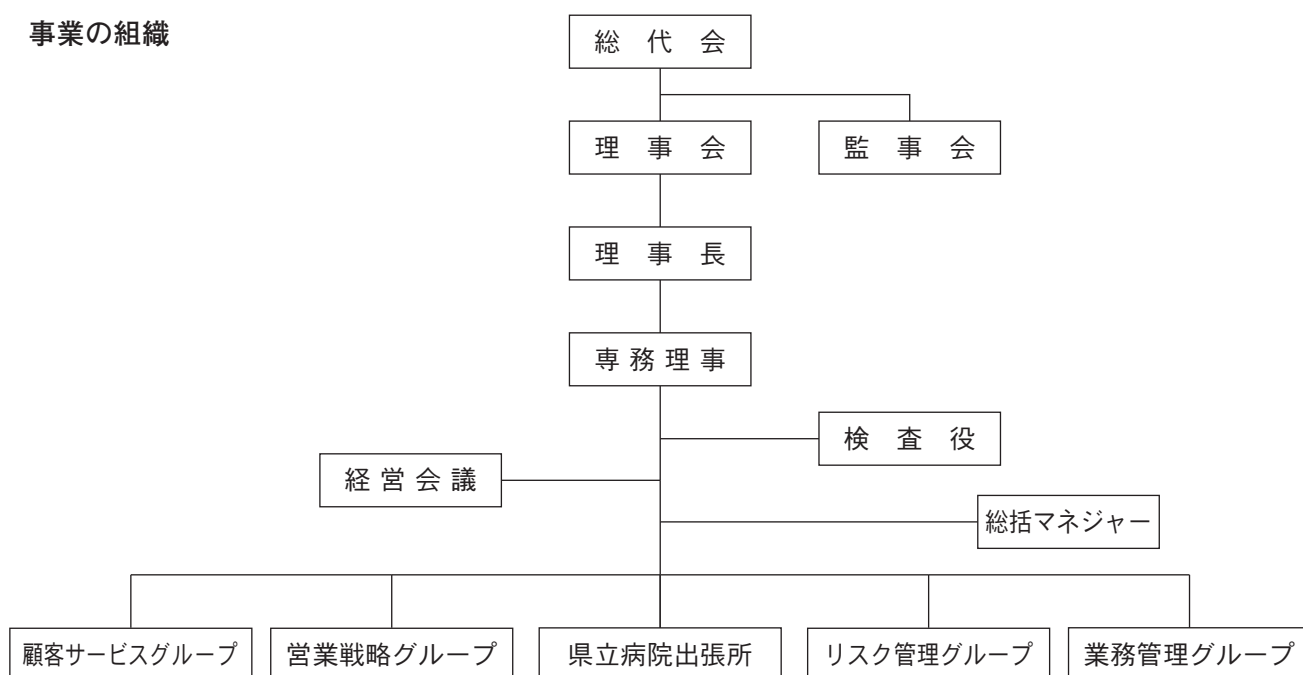 事業の組織
総代会
理事会
監事会
理事長
専務理事
検査役
経営会議
総括マネジャー
顧客サービスグループ
営業戦略グループ
県立病院出張所
リスク管理グループ
業務管理グループ